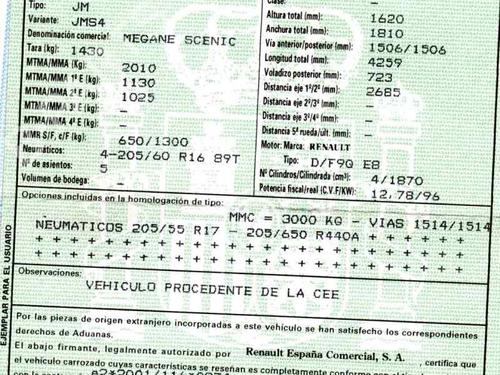 Tipo: JM
Variante: JMS4
Denominación comercial: MEGANE SCENIC
Tara (kg): 1430
MTMA/MMA (Kg): 2010
MTMA/MMA 1º E (kg): 1130
MTMA/MMA 2º E (kg): 1025
MTMA/MMA 3º E (kg): —
MTMA/MMA 4º E (kg): —
MMR S/F, c/F (kg): 650/1300
Neumáticos: 4-205/60 R16 89T
Nº de asientos: 5
Volumen de bodega: —
Clase: —
Altura total (mm): 1620
Anchura total (mm): 1810
Vía anterior/posterior (mm): 1506/1506
Longitud total (mm): 4259
Voladizo posterior (mm): 723
Distancia eje 1º/2º (mm): 2685
Distancia eje 2º/3º (mm): —
Distancia eje 3º/4º (mm): —
Distancia 5ª rueda/últ. (mm): —
Motor: Marca: RENAULT
Tipo: D/F9Q E8
Nº Cilindros/Cilindrada (cm³): 4/1870
Potencia fiscal/real (C.V.F/KW): 12,78/96
Opciones incluidas en la homologación de tipo:
MMC = 3000 KG - VIAS 1514/1514
NEUMATICOS 205/55 R17 - 205/650 R440A + + + + + +
+ + + + + + + + + + + + + + + + + + + + + + + + +
+ + + + + + + + + + + + + + + + + + + + + + + + +
Observaciones:
VEHICULO PROCEDENTE DE LA CEE
Por las piezas de origen extranjero incorporadas a este vehículo se han satisfecho los correspondientes
derechos de Aduanas.
El abajo firmante, legalmente autorizado por Renault España Comercial, S. A. , certifica que
el vehículo carrozado cuyas características se reseñan es completamente conforme
EJEMPLAR PARA EL USUARIO